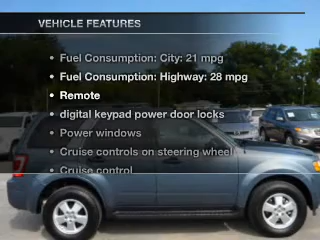 VEHICLE FEATURES
• Fuel Consumption: City: 21 mpg
• Fuel Consumption: Highway: 28 mpg
• Remote
• digital keypad power door locks
• Power windows
• Cruise controls on steering wheel
• Cruise control